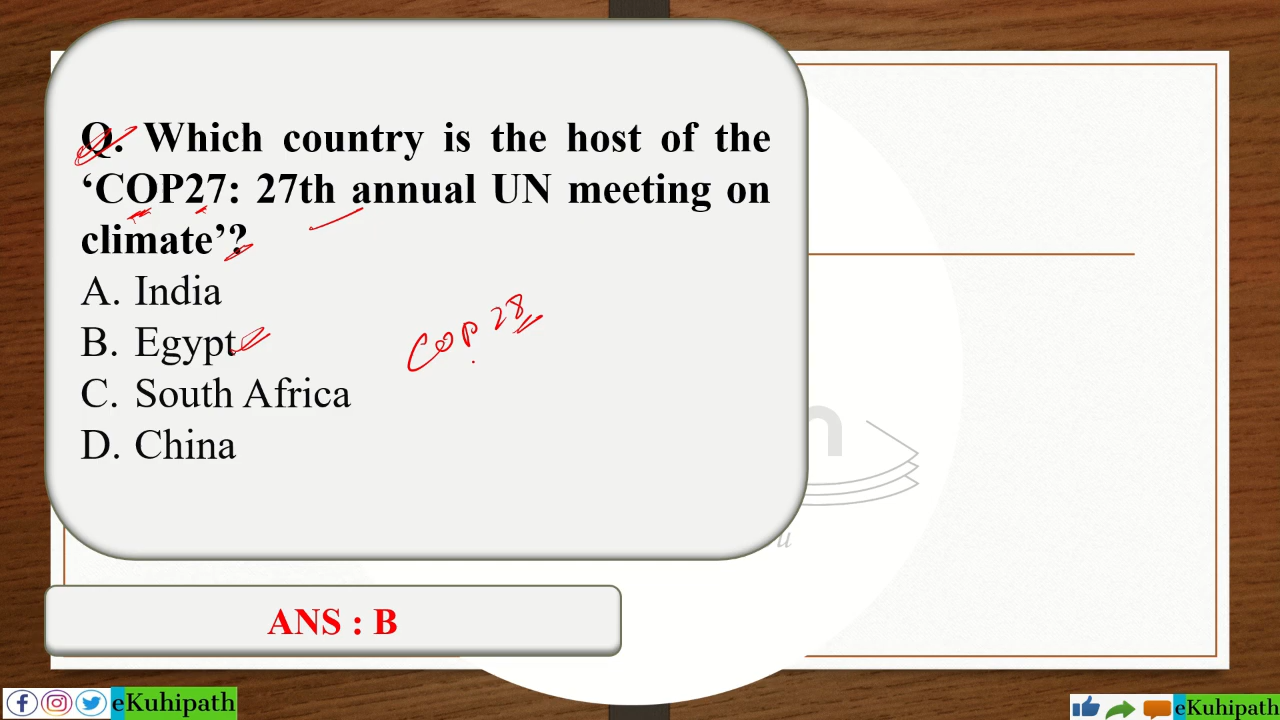 Q. Which country is the host of the
‘COP27: 27th annual UN meeting on
climate’?
A. India
B. Egypt
C. South Africa
D. China
COP 28
ANS : B
eKuhipath
eKuhipath